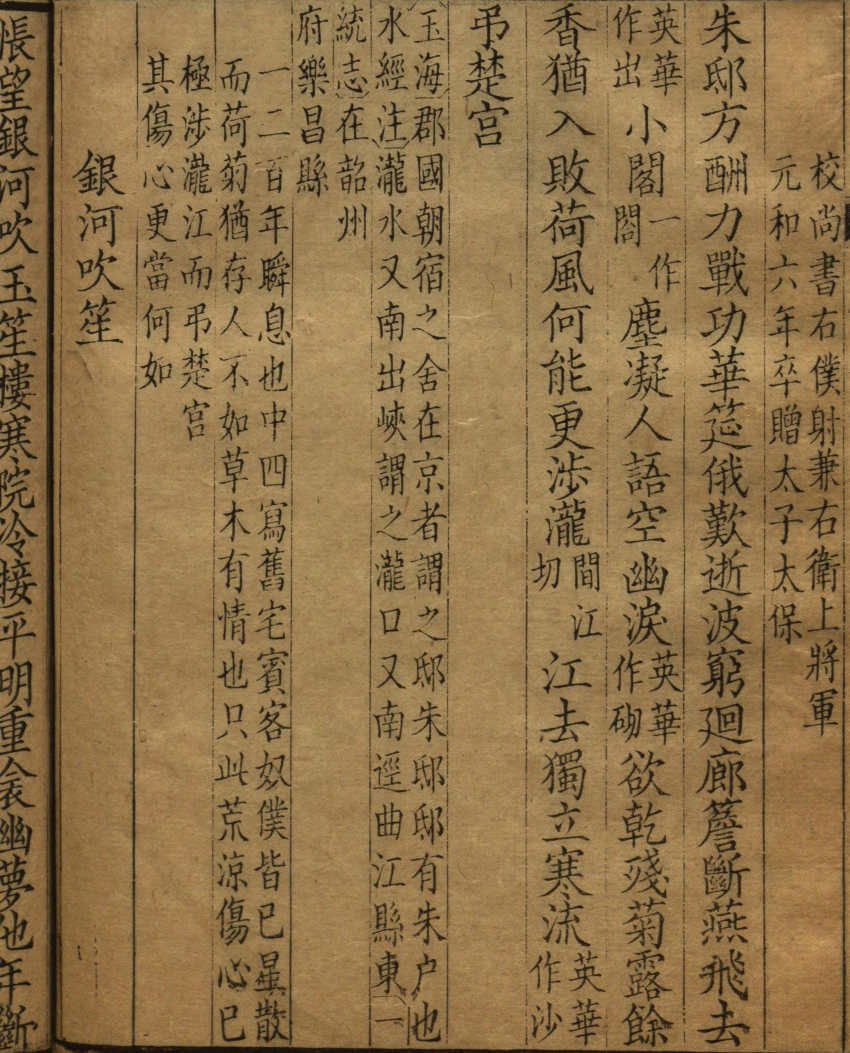 校尚書右僕射兼右衛上將軍
元和六年卒贈太子太保
朱邸方酬力戰功華筵俄歎逝波窮廻廊簷斷燕飛去
英華作出小閣一作閤塵凝人語空幽淚英華作砌欲乾殘菊露餘
香猶入敗荷風何能更涉瀧間江切江去獨立寒流英華作沙
弔楚宮
玉海郡國朝宿之舍在京者謂之邸朱邸邸有朱户也
水經注瀧水又南出峽謂之瀧口又南逕曲江縣東一
統志在韶州
府樂昌縣
一二百年瞬息也中四寫舊宅賓客奴僕皆已星散
而荷菊猶存人不如草木有情也只此荒涼傷心已
極涉瀧江而弔楚宮
其傷心更當何如
銀河吹笙
悵望銀河吹玉笙樓寒院冷接平明重衾幽夢他年斷